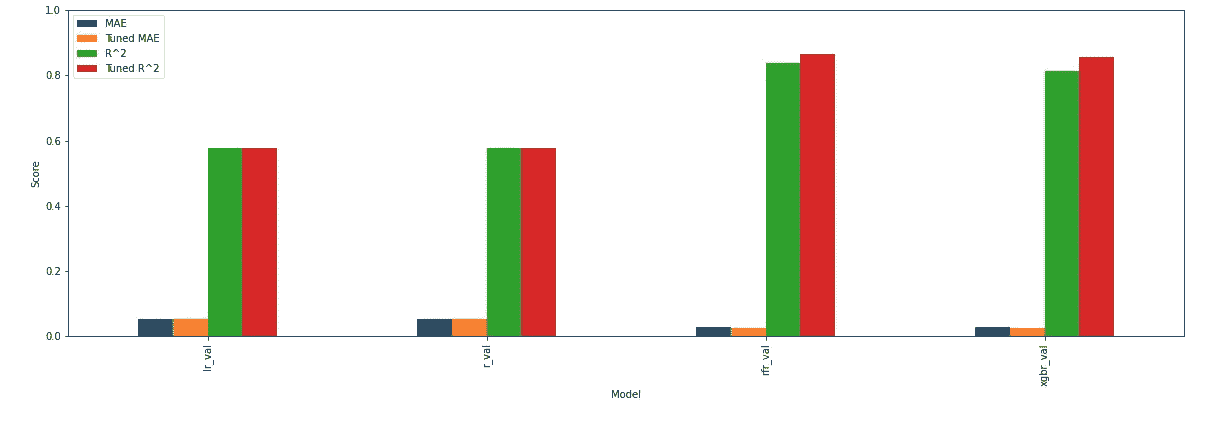 MAE
Tuned MAE
R^2
Tuned R^2
1.0
0.8
0.6
0.4
0.2
0.0
Score
lr_val
r_val
rfr_val
xgbr_val
Model